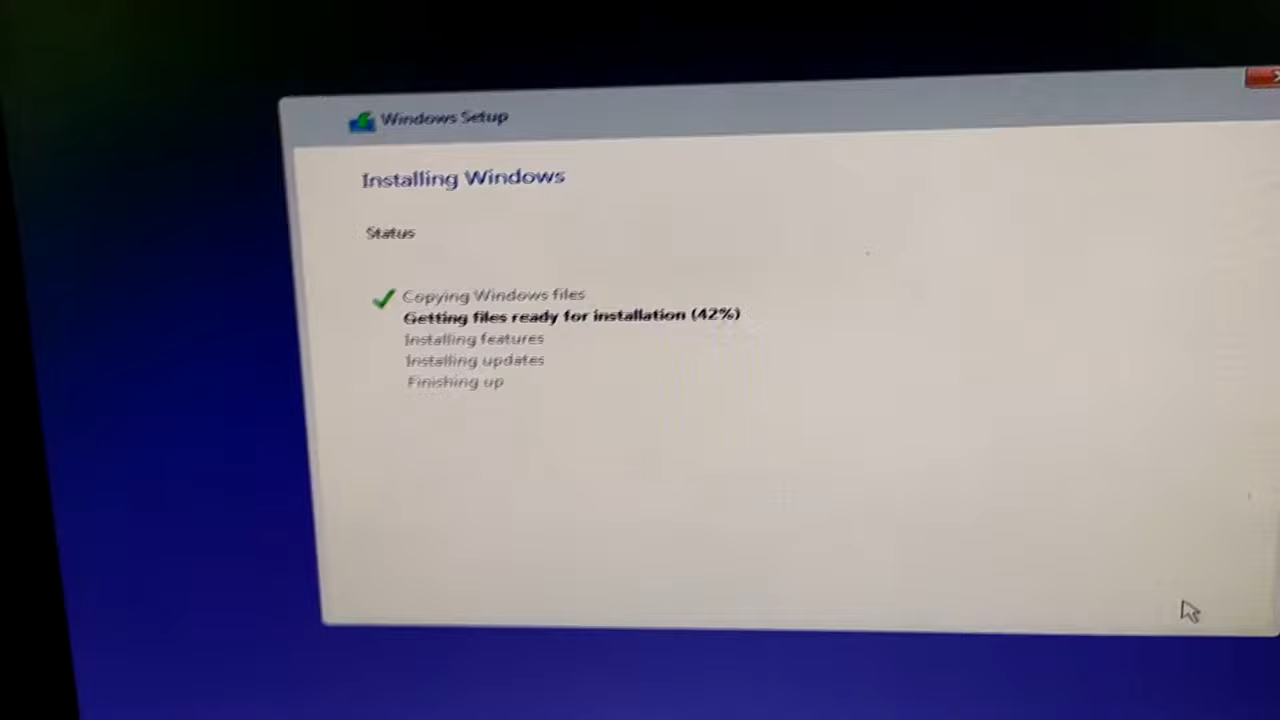 Windows Setup
Installing Windows
Status
Copying Windows files
Getting files ready for installation (42%)
Installing features
Installing updates
Finishing up